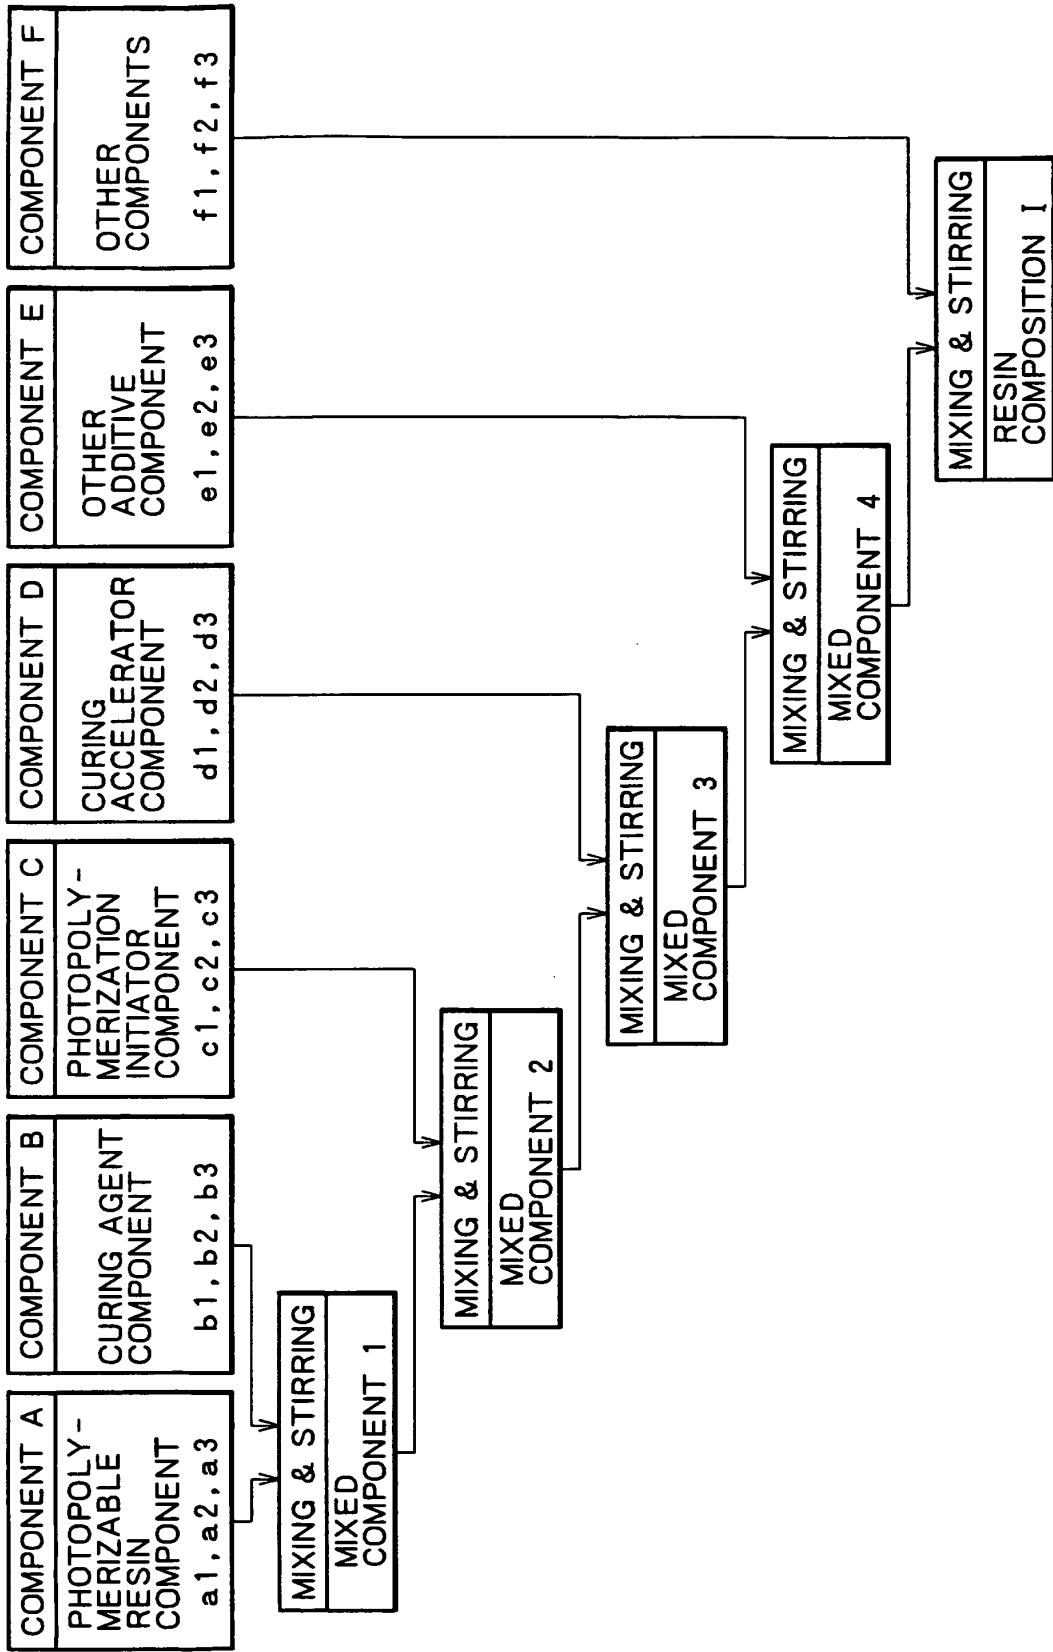 COMPONENT A
PHOTOPOLY-
MERIZABLE
RESIN
COMPONENT
a1, a2, a3
COMPONENT B
CURING AGENT
COMPONENT
b1, b2, b3
COMPONENT C
PHOTOPOLY-
MERIZATION
INITIATOR
COMPONENT
c1, c2, c3
COMPONENT D
CURING
ACCELERATOR
COMPONENT
d1, d2, d3
COMPONENT E
OTHER
ADDITIVE
COMPONENT
e1, e2, e3
COMPONENT F
OTHER
COMPONENTS
f1, f2, f3
MIXING & STIRRING
MIXED
COMPONENT 1
MIXING & STIRRING
MIXED
COMPONENT 2
MIXING & STIRRING
MIXED
COMPONENT 3
MIXING & STIRRING
MIXED
COMPONENT 4
MIXING & STIRRING
RESIN
COMPOSITION I